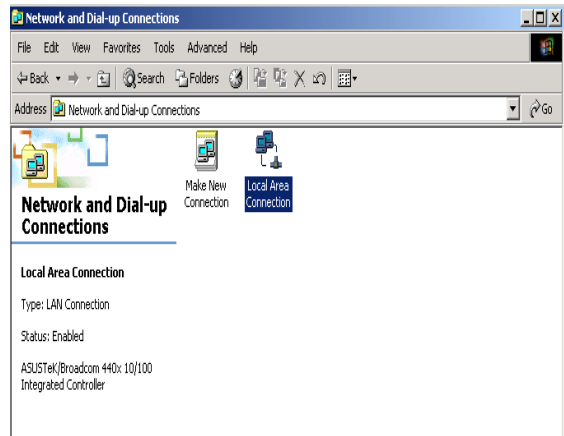 Network and Dial-up Connections
File Edit View Favorites Tools Advanced Help
Back Search Folders
Address Network and Dial-up Connections Go
Make New
Connection
Local Area
Connection
Network and Dial-up
Connections
Local Area Connection
Type: LAN Connection
Status: Enabled
ASUSTeK/Broadcom 440x 10/100
Integrated Controller